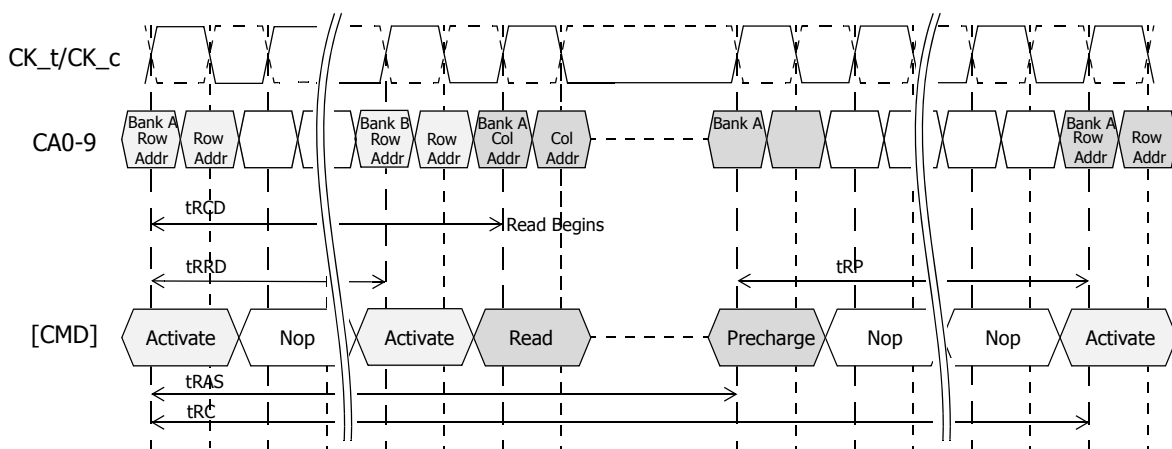 CK_t/CK_c
CA0-9
Bank A
Row
Addr
Row
Addr
Bank B
Row
Addr
Row
Addr
Bank A
Col
Addr
Col
Addr
Bank A
Bank A
Row
Addr
Row
Addr
tRCD
Read Begins
tRRD
tRP
[CMD]
Activate
Nop
Activate
Read
Precharge
Nop
Nop
Activate
tRAS
tRC